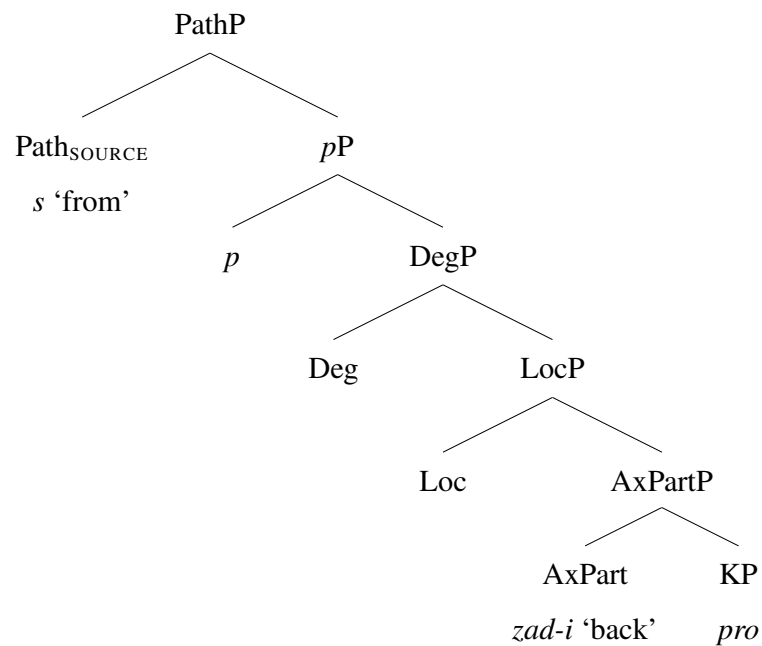 PathP
PathSOURCE pP
s ‘from’
p DegP
Deg LocP
Loc AxPartP
AxPart KP
zad-i ‘back’ pro